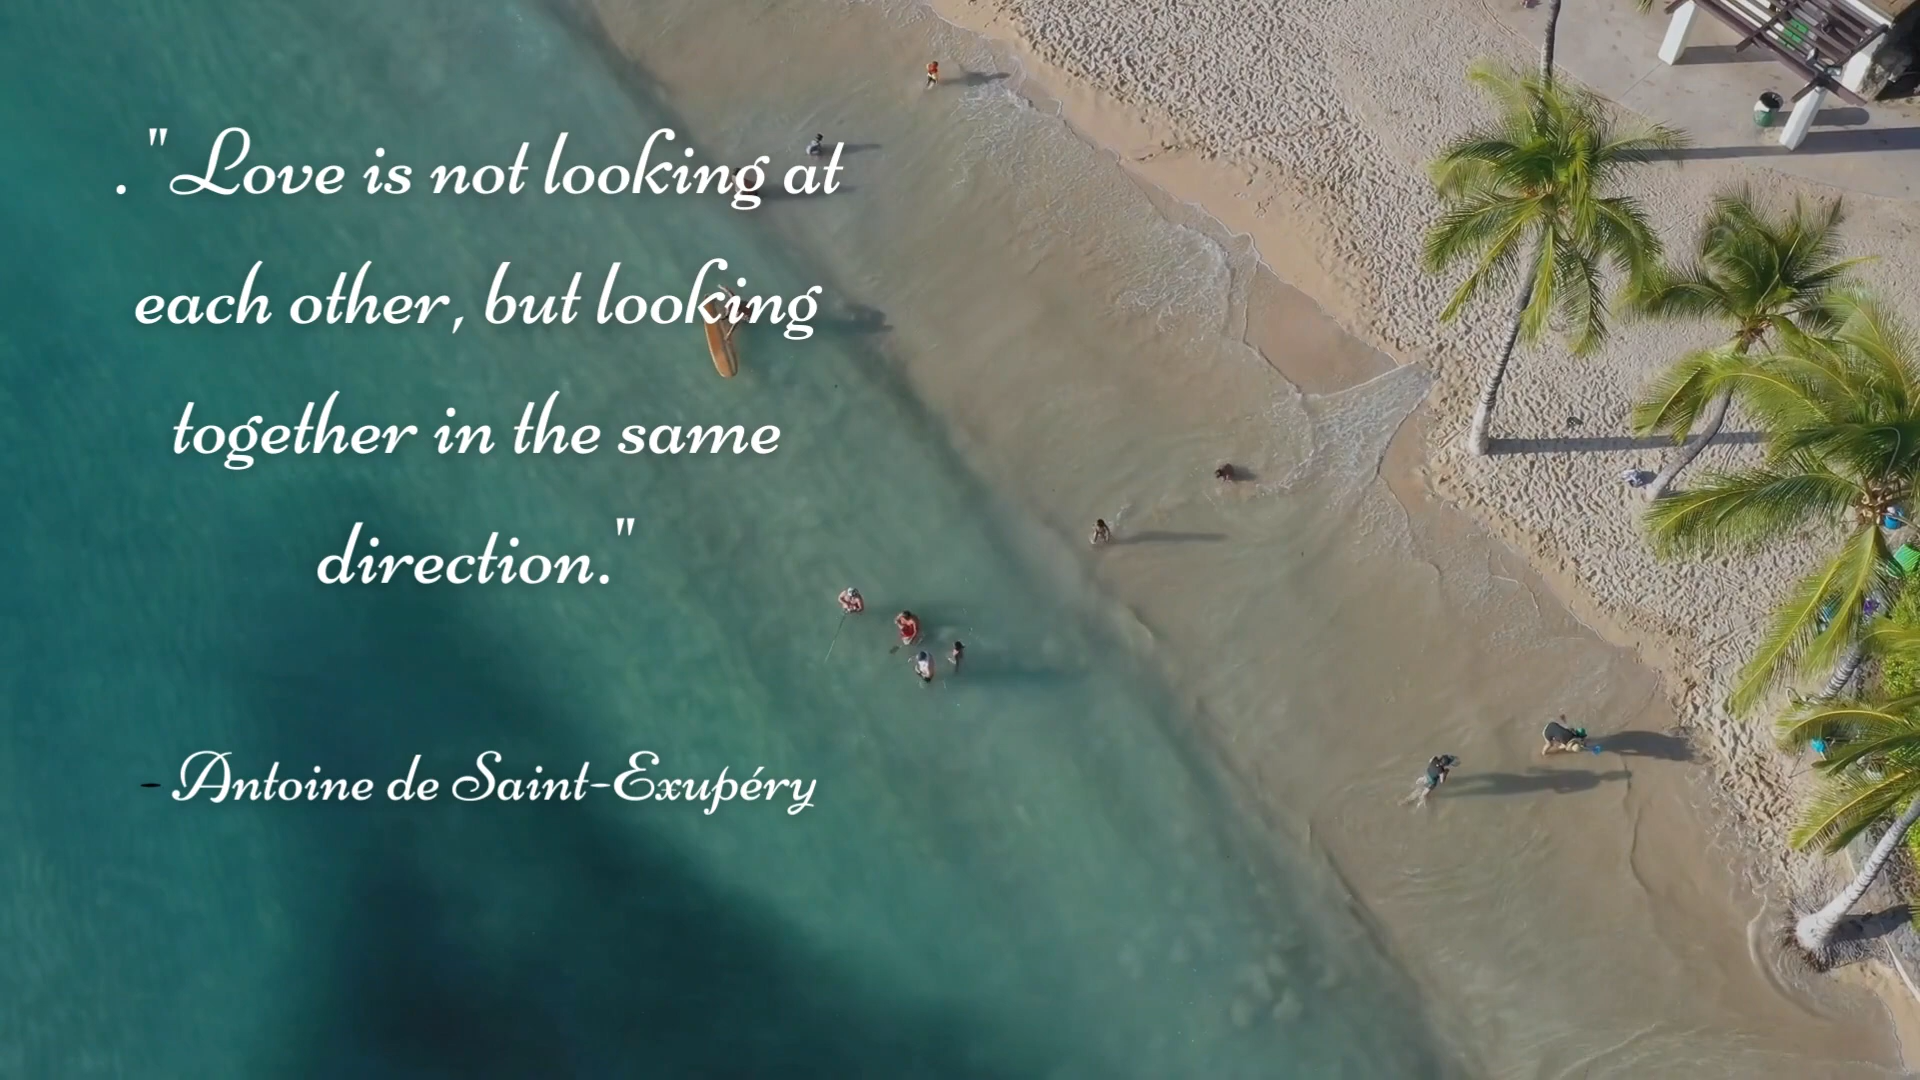 . "Love is not looking at
each other, but looking
together in the same
direction."
- Antoine de Saint-Exupéry